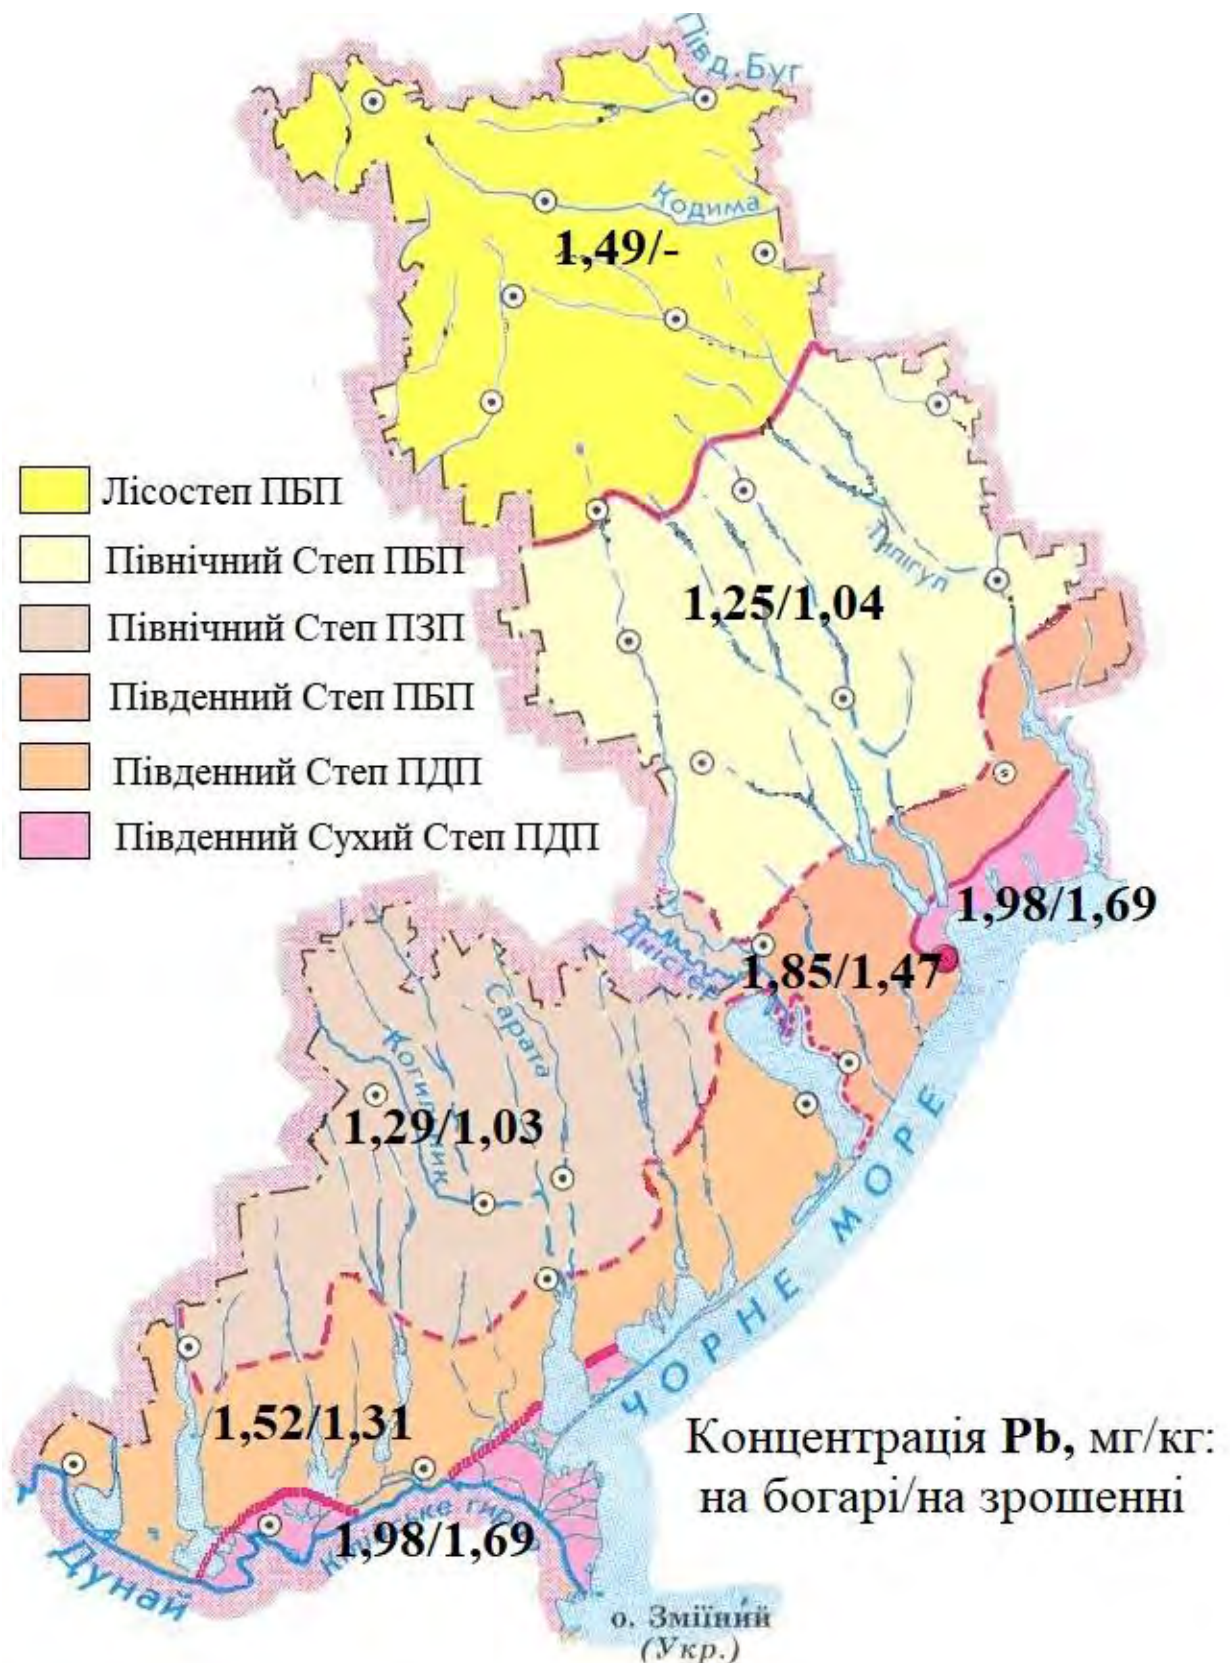 Півд. Буг
Кодима
1,49/-
Лісостеп ПБП
Північний Степ ПБП
Північний Степ ПЗП
Південний Степ ПБП
Південний Степ ПДП
Південний Сухий Степ ПДП
Тилігул
1,25/1,04
1,98/1,69
Дністер
1,85/1,47
Сарата
Когильник
1,29/1,03
ЧОРНЕ МОРЕ
1,52/1,31
Концентрація Pb, мг/кг:
на богарі/на зрошенні
1,98/1,69
Дунай
о. Зміїний
(Укр.)